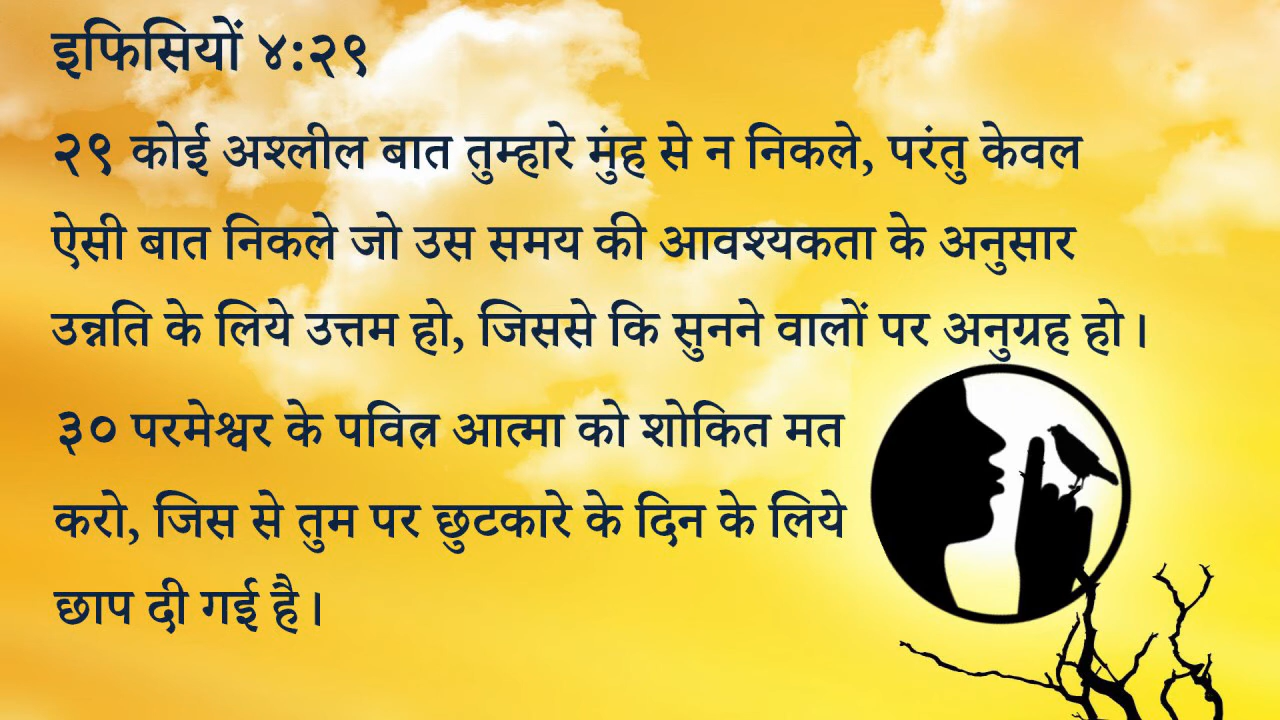 इफिसियों ४:२९
२९ कोई अश्लील बात तुम्हारे मुंह से न निकले, परंतु केवल
ऐसी बात निकले जो उस समय की आवश्यकता के अनुसार
उन्नति के लिये उत्तम हो, जिससे कि सुनने वालों पर अनुग्रह हो।
३० परमेश्वर के पवित्र आत्मा को शोकित मत
करो, जिस से तुम पर छुटकारे के दिन के लिये
छाप दी गई है।